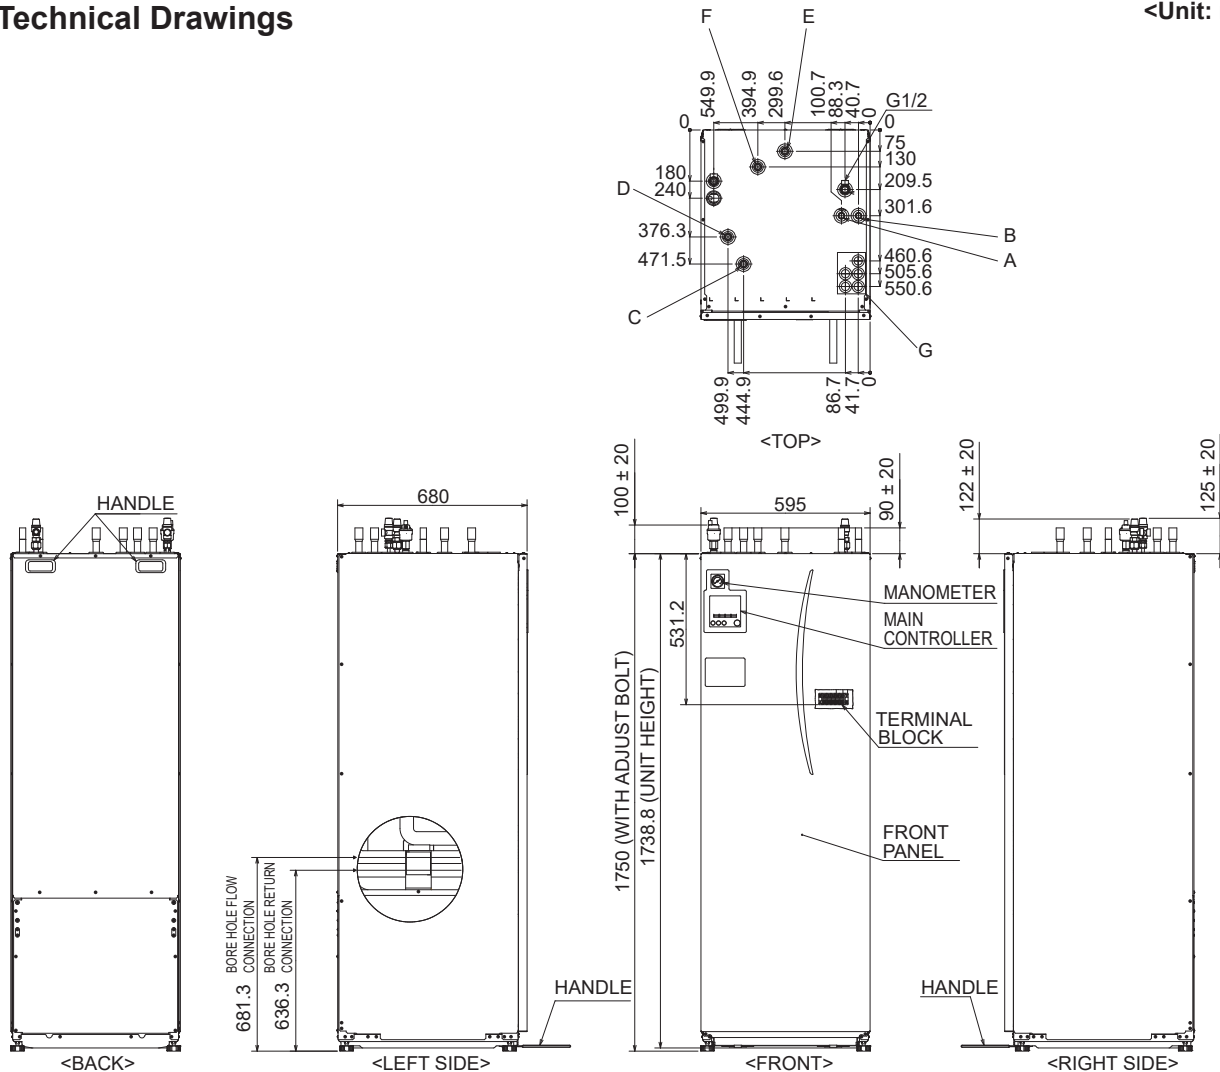 Technical Drawings
<Unit:
F
E
549.9
394.9
299.6
100.7
88.3
40.7
0
G1/2
0
0
75
130
180
209.5
D
240
301.6
376.3
B
471.5
460.6
A
505.6
550.6
C
G
499.9
444.9
86.7
41.7
0
<TOP>
HANDLE
680
100 ± 20
595
90 ± 20
122 ± 20
125 ± 20
MANOMETER
MAIN
CONTROLLER
531.2
1750 (WITH ADJUST BOLT)
1738.8 (UNIT HEIGHT)
TERMINAL
BLOCK
FRONT
PANEL
681.3
BORE HOLE FLOW
CONNECTION
636.3
BORE HOLE RETURN
CONNECTION
HANDLE
HANDLE
<BACK>
<LEFT SIDE>
<FRONT>
<RIGHT SIDE>